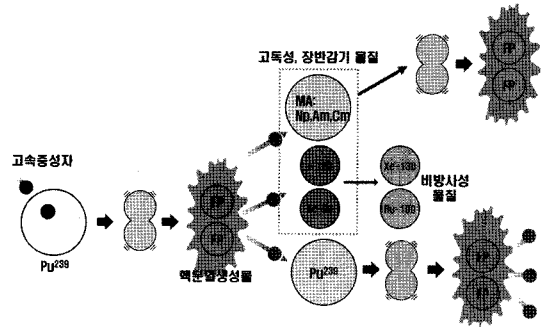 고독성, 장반감기 물질
FP
FP
MA:
Np,Am,Cm
고속중성자
비방사성
물질
Pu239
핵분열생성물
FP
FP
Pu239
FP
FP